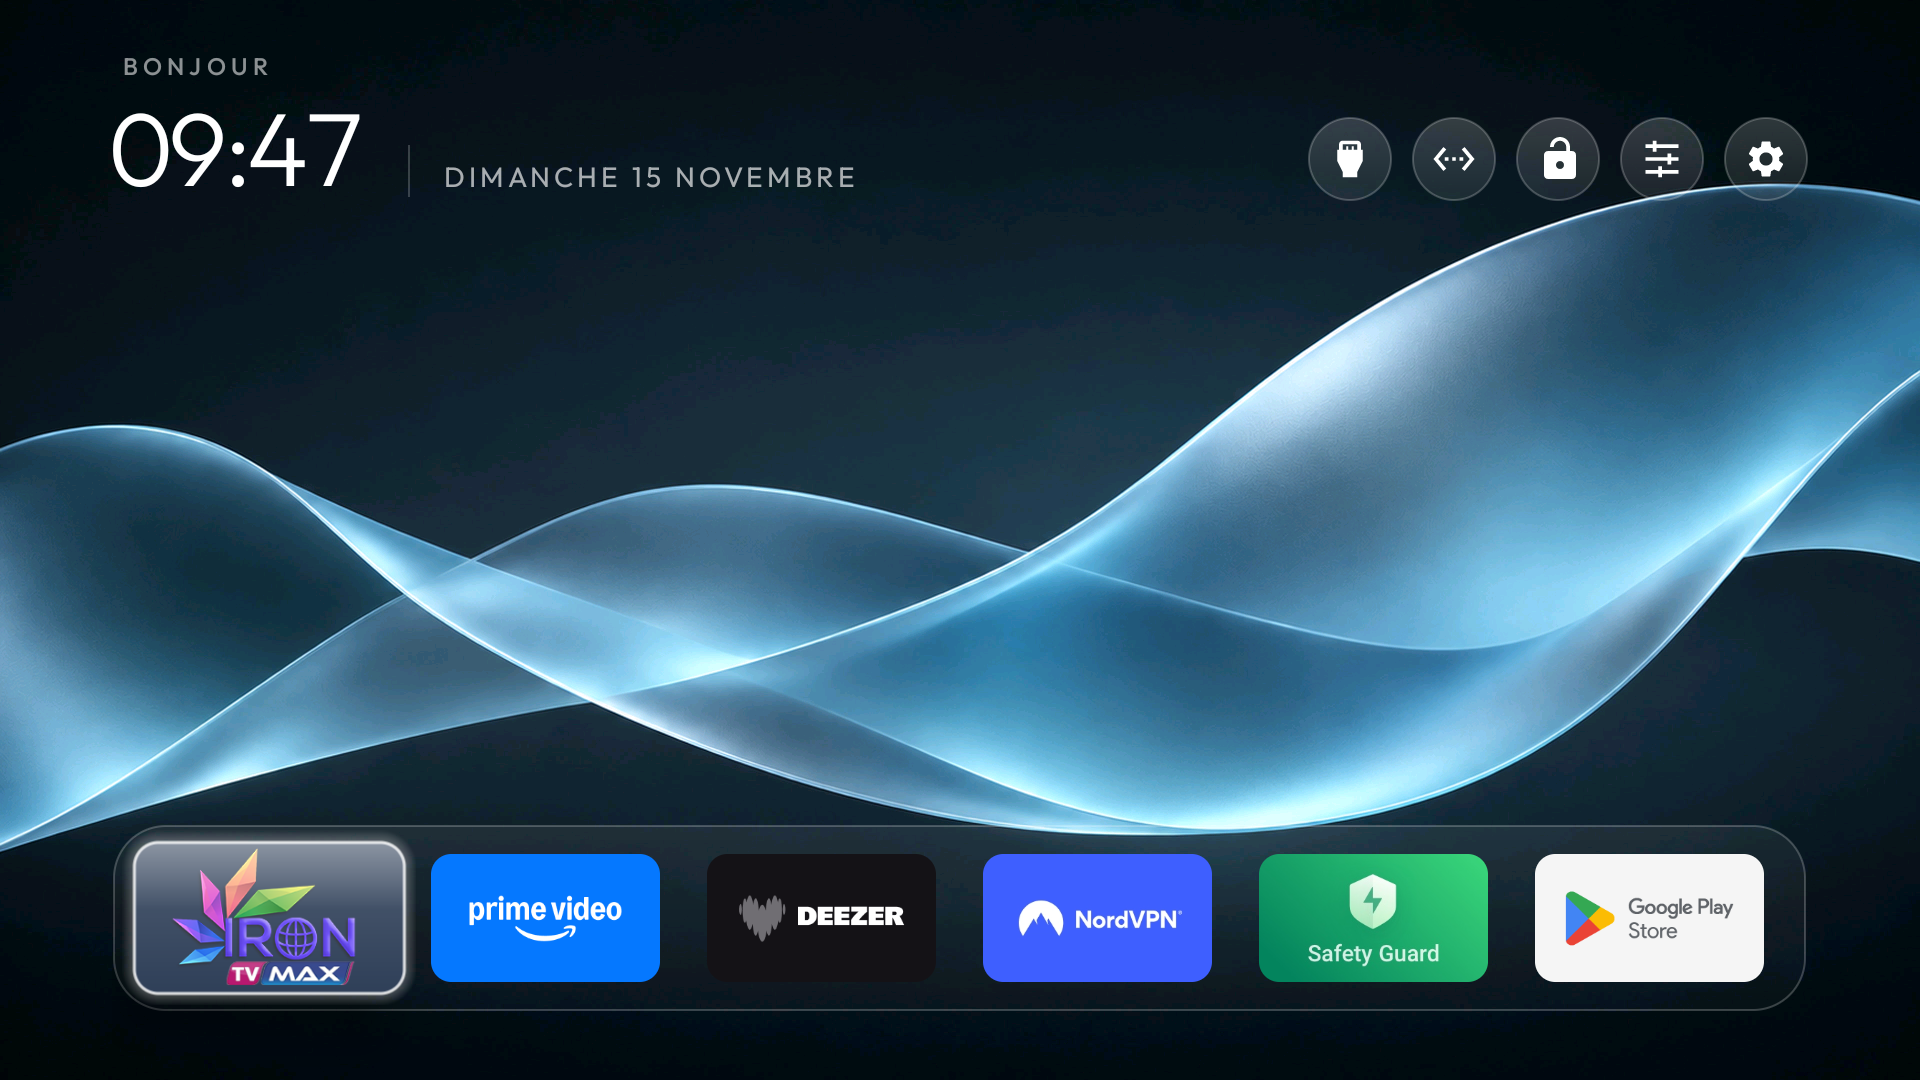 BONJOUR
09:47
DIMANCHE 15 NOVEMBRE
IRON
TV MAX
prime video
DEEZER
NordVPN®
Safety Guard
Google Play
Store